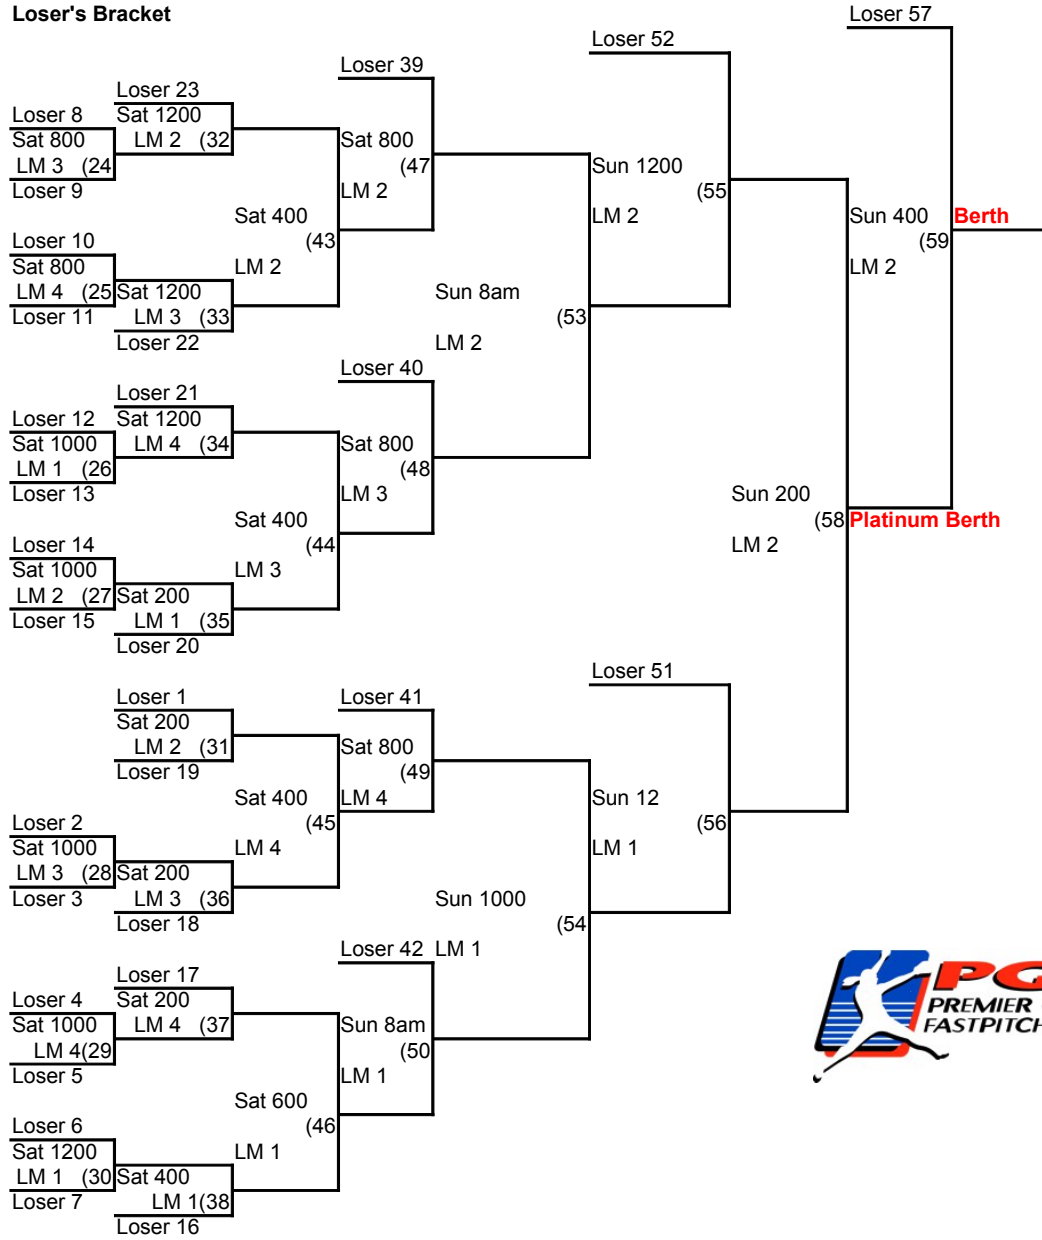 Loser's Bracket
Loser 57
Loser 52
Loser 39
Loser 23
Loser 8
Sat 1200
Sat 800
LM 2 (32
Sat 800
LM 3 (24
(47
Sun 1200
Loser 9
LM 2
(55
Sat 400
LM 2
Sun 400
Berth
Loser 10
(43
(59
Sat 800
LM 2
LM 2
LM 4 (25
Sat 1200
Sun 8am
Loser 11
LM 3 (33
(53
Loser 22
LM 2
Loser 40
Loser 21
Loser 12
Sat 1200
Sat 1000
LM 4 (34
Sat 800
LM 1 (26
(48
Loser 13
LM 3
Sun 200
Sat 400
(58
Platinum Berth
Loser 14
(44
LM 2
Sat 1000
LM 3
LM 2 (27
Sat 200
Loser 15
LM 1 (35
Loser 20
Loser 51
Loser 1
Loser 41
Sat 200
LM 2 (31
Sat 800
Loser 19
(49
Sat 400
LM 4
Sun 12
Loser 2
(45
(56
Sat 1000
LM 4
LM 1
LM 3 (28
Sat 200
Loser 3
LM 3 (36
Sun 1000
Loser 18
(54
Loser 42
LM 1
Loser 17
Loser 4
Sat 200
Sat 1000
LM 4 (37
Sun 8am
LM 4(29
(50
Loser 5
LM 1
Sat 600
Loser 6
(46
Sat 1200
LM 1
LM 1 (30
Sat 400
Loser 7
LM 1(38
Loser 16
PG
PREMIER
FASTPITCH